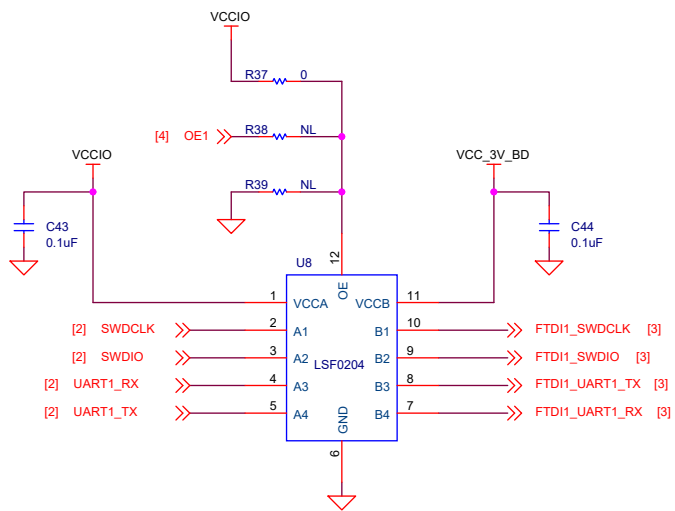 VCCIO
R37 0
[4] OE1 R38 NL
VCCIO
VCC_3V_BD
R39 NL
C43
0.1uF
C44
0.1uF
12
U8
OE
1 VCCA VCCB 11
[2] SWDCLK 2 A1 B1 10 FTDI1_SWDCLK [3]
[2] SWDIO 3 A2 B2 9 FTDI1_SWDIO [3]
LSF0204
[2] UART1_RX 4 A3 B3 8 FTDI1_UART1_TX [3]
[2] UART1_TX 5 A4 B4 7 FTDI1_UART1_RX [3]
GND
6